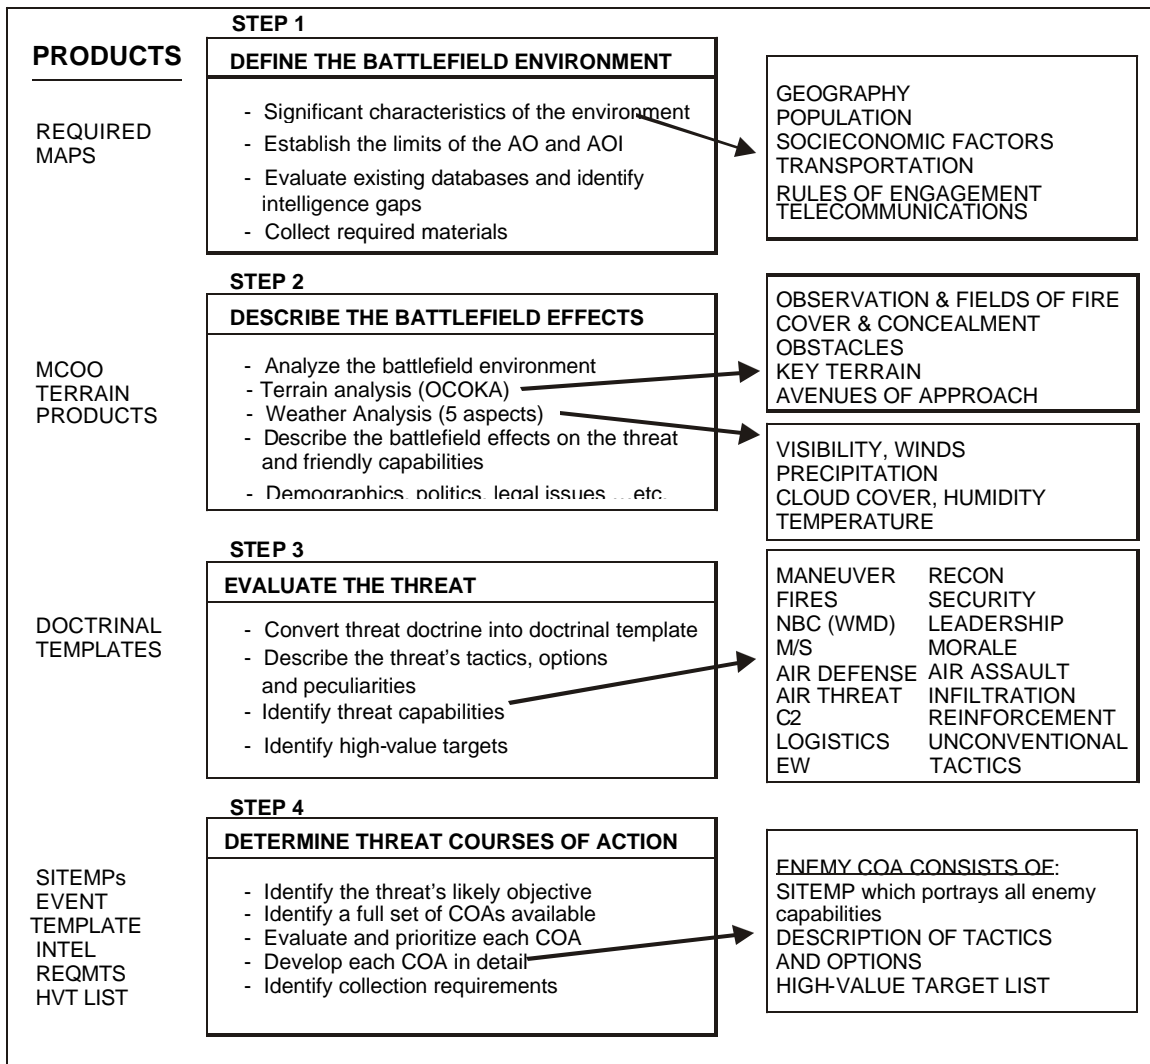 PRODUCTS
REQUIRED
MAPS
STEP 1
DEFINE THE BATTLEFIELD ENVIRONMENT
- Significant characteristics of the environment
- Establish the limits of the AO and AOI
- Evaluate existing databases and identify
intelligence gaps
- Collect required materials
GEOGRAPHY
POPULATION
SOCIECONOMIC FACTORS
TRANSPORTATION
RULES OF ENGAGEMENT
TELECOMMUNICATIONS
MCOO
TERRAIN
PRODUCTS
STEP 2
DESCRIBE THE BATTLEFIELD EFFECTS
- Analyze the battlefield environment
- Terrain analysis (OCOKA)
- Weather Analysis (5 aspects)
- Describe the battlefield effects on the threat
and friendly capabilities
- Demographics, politics, legal issues …etc.
OBSERVATION & FIELDS OF FIRE
COVER & CONCEALMENT
OBSTACLES
KEY TERRAIN
AVENUES OF APPROACH
VISIBILITY, WINDS
PRECIPITATION
CLOUD COVER, HUMIDITY
TEMPERATURE
DOCTRINAL
TEMPLATES
STEP 3
EVALUATE THE THREAT
- Convert threat doctrine into doctrinal template
- Describe the threat's tactics, options
and peculiarities
- Identify threat capabilities
- Identify high-value targets
MANEUVER RECON
FIRES SECURITY
NBC (WMD) LEADERSHIP
M/S MORALE
AIR DEFENSE AIR ASSAULT
AIR THREAT INFILTRATION
C2 REINFORCEMENT
LOGISTICS UNCONVENTIONAL
EW TACTICS
SITEMPs
EVENT
TEMPLATE
INTEL
REQMTS
HVT LIST
STEP 4
DETERMINE THREAT COURSES OF ACTION
- Identify the threat's likely objective
- Identify a full set of COAs available
- Evaluate and prioritize each COA
- Develop each COA in detail
- Identify collection requirements
ENEMY COA CONSISTS OF:
SITEMP which portrays all enemy
capabilities
DESCRIPTION OF TACTICS
AND OPTIONS
HIGH-VALUE TARGET LIST